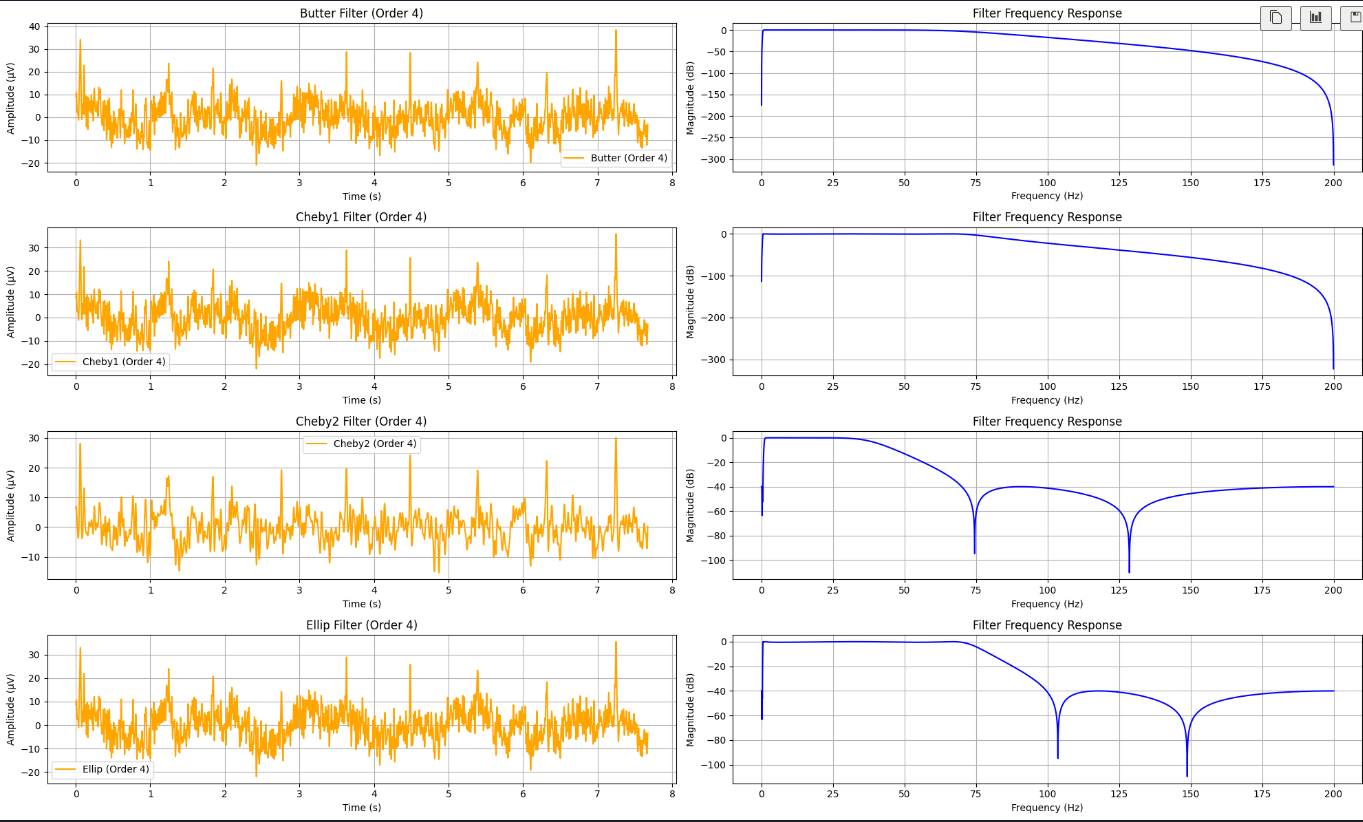 Butter Filter (Order 4)
Filter Frequency Response
40
30
20
10
0
−10
−20
Amplitude (μV)
Butter (Order 4)
0 1 2 3 4 5 6 7 8
Time (s)
0
−50
−100
−150
−200
−250
−300
Magnitude (dB)
0 25 50 75 100 125 150 175 200
Frequency (Hz)
Cheby1 Filter (Order 4)
Filter Frequency Response
30
20
10
0
−10
−20
Amplitude (μV)
Cheby1 (Order 4)
0 1 2 3 4 5 6 7 8
Time (s)
0
−100
−200
−300
Magnitude (dB)
0 25 50 75 100 125 150 175 200
Frequency (Hz)
Cheby2 Filter (Order 4)
Filter Frequency Response
30
20
10
0
−10
Amplitude (μV)
Cheby2 (Order 4)
0 1 2 3 4 5 6 7 8
Time (s)
0
−20
−40
−60
−80
−100
Magnitude (dB)
0 25 50 75 100 125 150 175 200
Frequency (Hz)
Ellip Filter (Order 4)
Filter Frequency Response
30
20
10
0
−10
−20
Amplitude (μV)
Ellip (Order 4)
0 1 2 3 4 5 6 7 8
Time (s)
0
−20
−40
−60
−80
−100
Magnitude (dB)
0 25 50 75 100 125 150 175 200
Frequency (Hz)